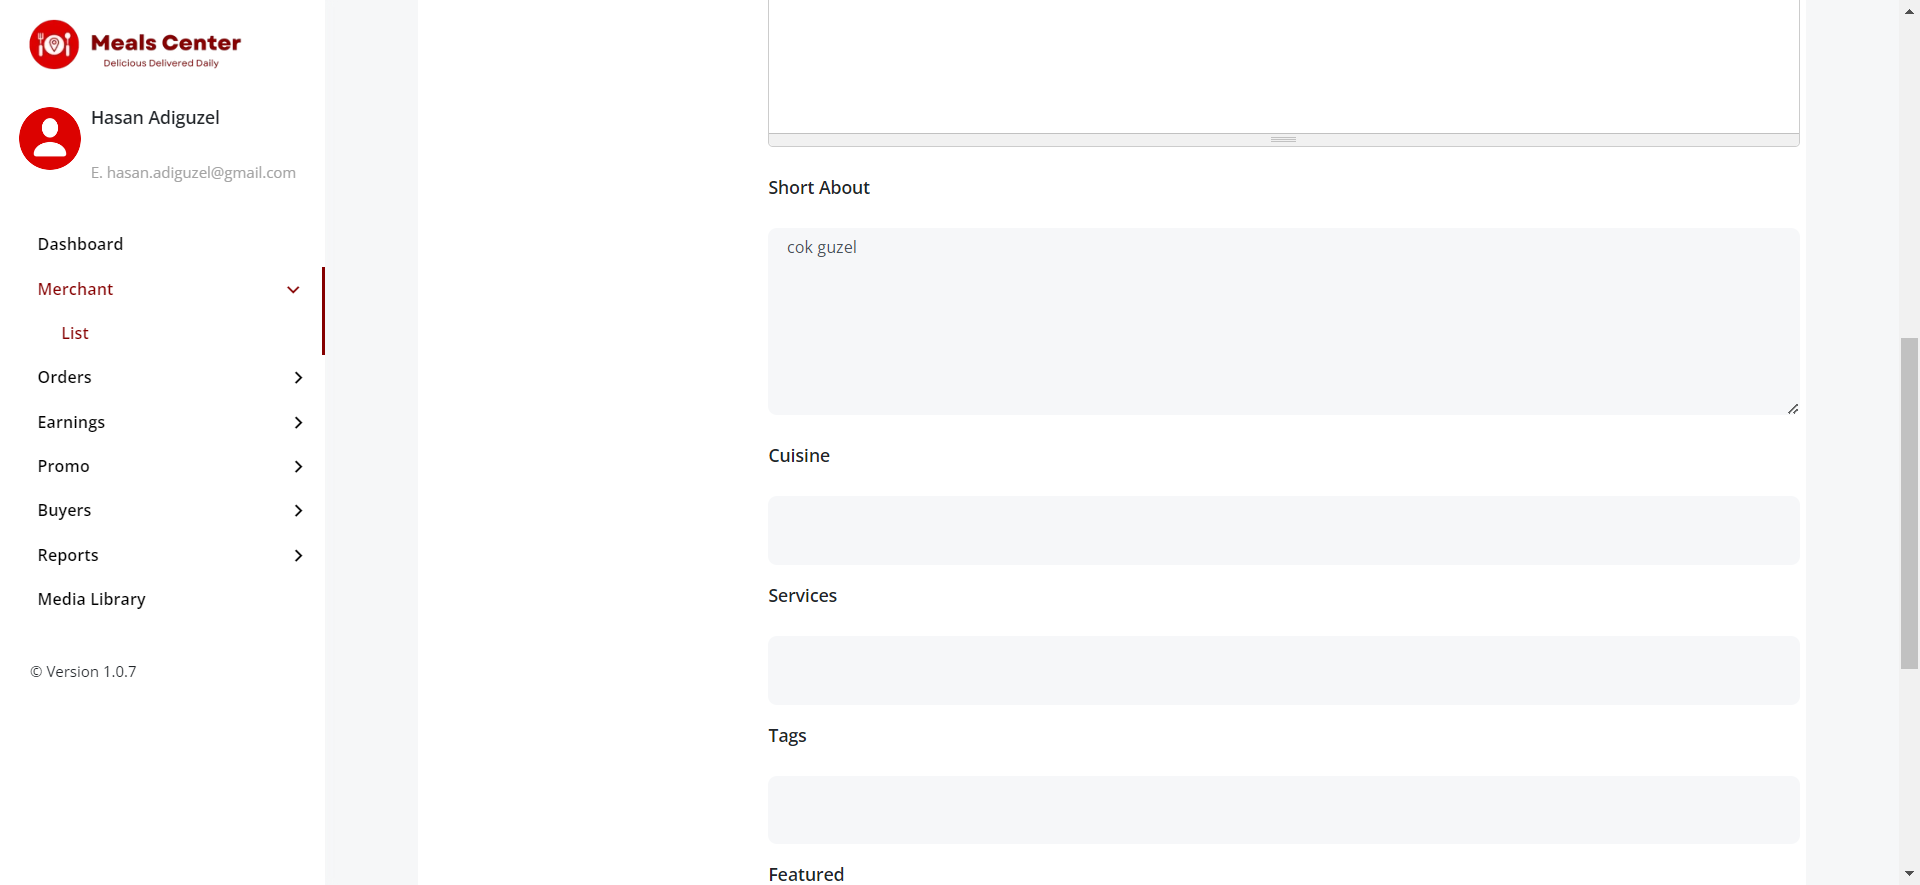 Meals Center
Delicious Delivered Daily
Hasan Adiguzel
E. hasan.adiguzel@gmail.com
Dashboard
Merchant
List
Orders
Earnings
Promo
Buyers
Reports
Media Library
© Version 1.0.7
Short About
cok guzel
Cuisine
Services
Tags
Featured